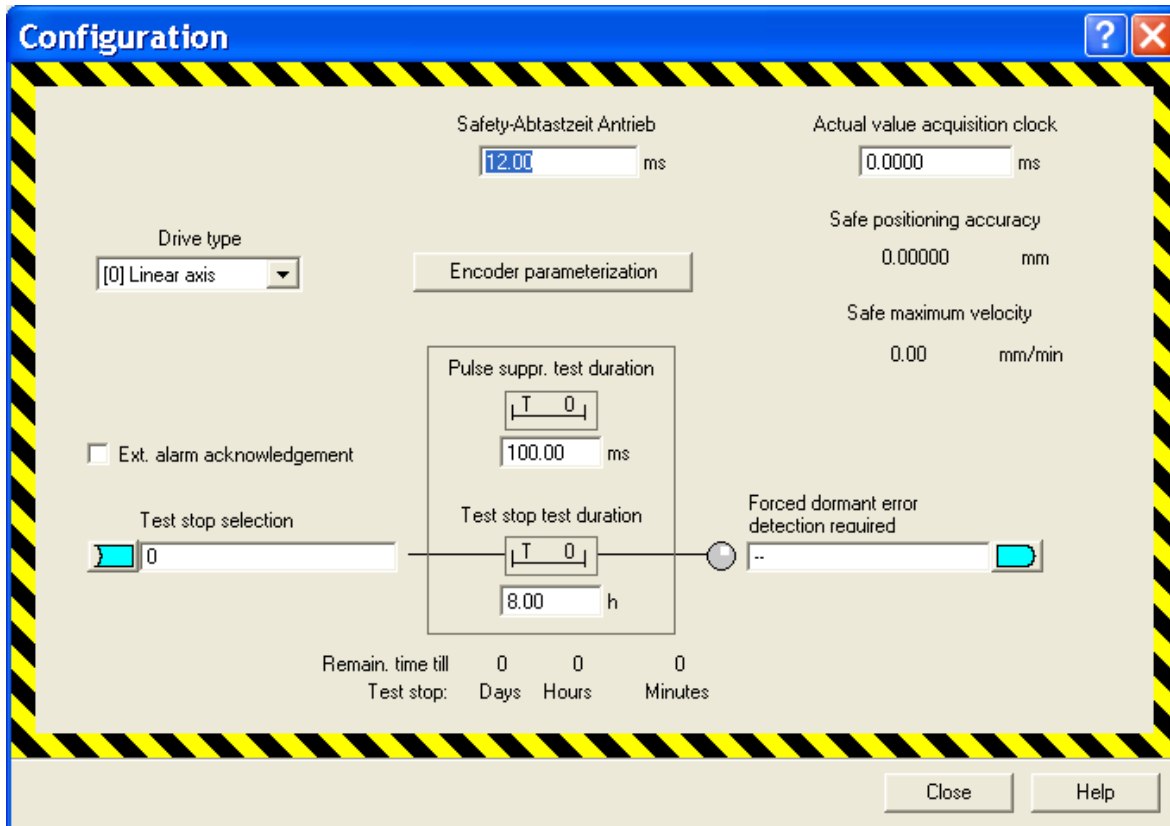 Configuration
Safety-Abtastzeit Antrieb
12.00 ms
Actual value acquisition clock
0.0000 ms
Safe positioning accuracy
0.00000 mm
Drive type
[0] Linear axis
Encoder parameterization
Safe maximum velocity
0.00 mm/min
Pulse suppr. test duration
T 0
100.00 ms
Ext. alarm acknowledgement
Test stop selection
0
Test stop test duration
T 0
8.00 h
Forced dormant error
detection required
--
Remain. time till 0 0 0
Test stop: Days Hours Minutes
Close
Help